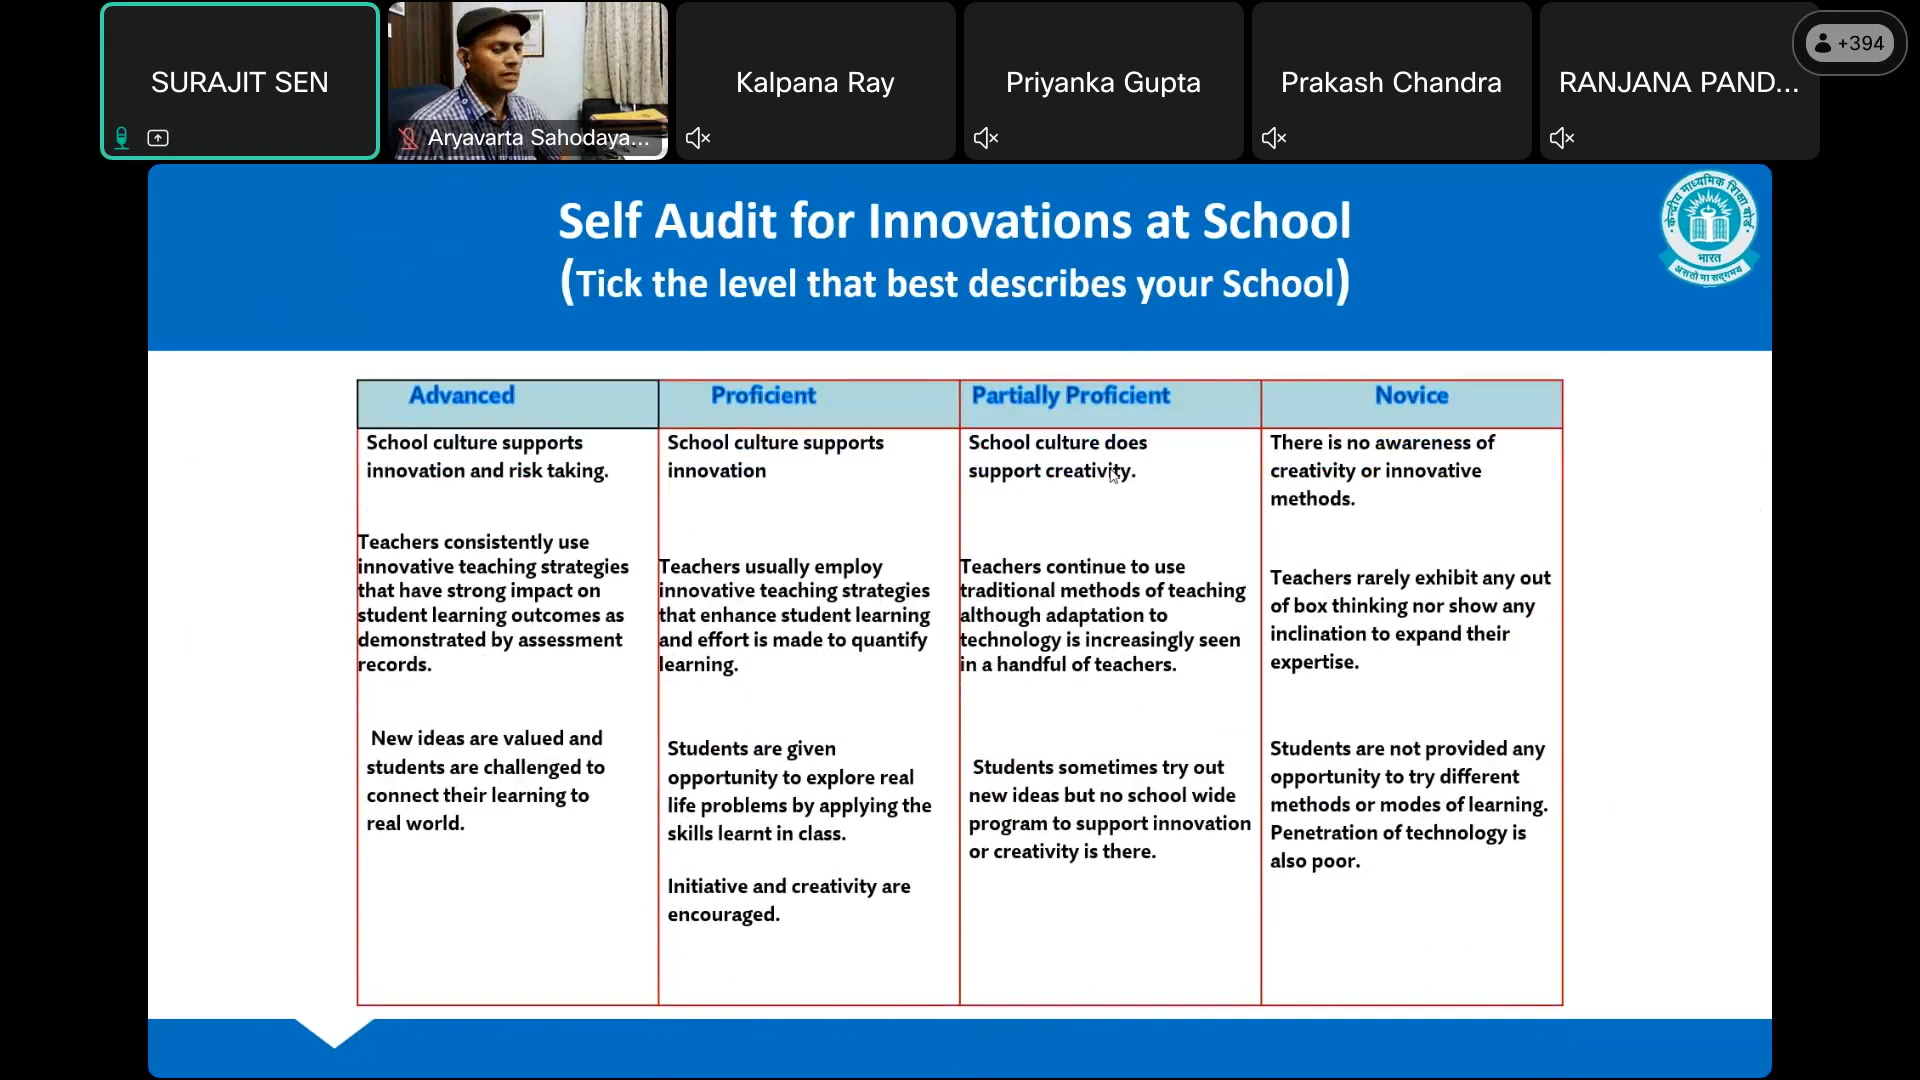 SURAJIT SEN
Aryavarta Sahodaya...
Kalpana Ray
Priyanka Gupta
Prakash Chandra
RANJANA PAND...
+394
Self Audit for Innovations at School
(Tick the level that best describes your School)
केन्द्रीय माध्यमिक शिक्षा बोर्ड
भारत
असतो मा सद्गमय
Advanced
School culture supports
innovation and risk taking.
Teachers consistently use
innovative teaching strategies
that have strong impact on
student learning outcomes as
demonstrated by assessment
records.
New ideas are valued and
students are challenged to
connect their learning to
real world.
Proficient
School culture supports
innovation
Teachers usually employ
innovative teaching strategies
that enhance student learning
and effort is made to quantify
learning.
Students are given
opportunity to explore real
life problems by applying the
skills learnt in class.
Initiative and creativity are
encouraged.
Partially Proficient
School culture does
support creativity.
Teachers continue to use
traditional methods of teaching
although adaptation to
technology is increasingly seen
in a handful of teachers.
Students sometimes try out
new ideas but no school wide
program to support innovation
or creativity is there.
Novice
There is no awareness of
creativity or innovative
methods.
Teachers rarely exhibit any out
of box thinking nor show any
inclination to expand their
expertise.
Students are not provided any
opportunity to try different
methods or modes of learning.
Penetration of technology is
also poor.